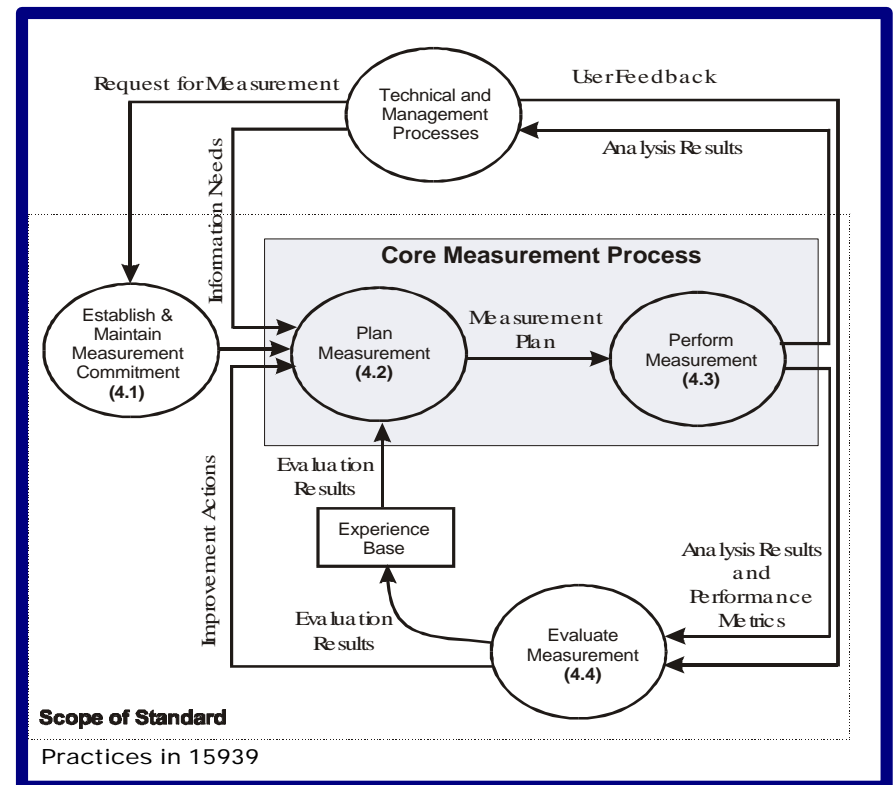 Request for Measurement
User Feedback
Technical and
Management
Processes
Analysis Results
Information Needs
Core Measurement Process
Establish &
Maintain
Measurement
Commitment
(4.1)
Plan
Measurement
(4.2)
Measurement
Plan
Perform
Measurement
(4.3)
Evaluation
Results
Improvement Actions
Experience
Base
Analysis Results
and
Performance
Metrics
Evaluation
Results
Evaluate
Measurement
(4.4)
Scope of Standard
Practices in 15939